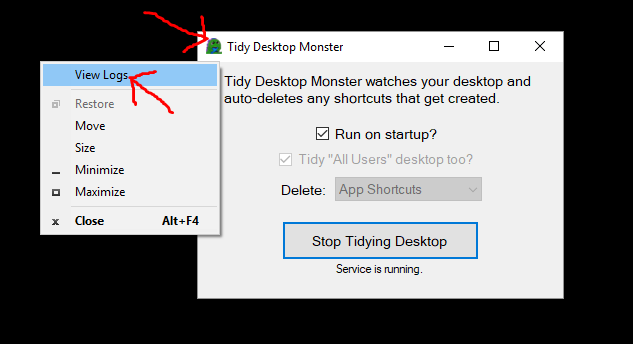 Tidy Desktop Monster
View Logs
Restore
Move
Size
Minimize
Maximize
Close Alt+F4
Tidy Desktop Monster watches your desktop and
auto-deletes any shortcuts that get created.
Run on startup?
Tidy "All Users" desktop too?
Delete: App Shortcuts
Stop Tidying Desktop
Service is running.